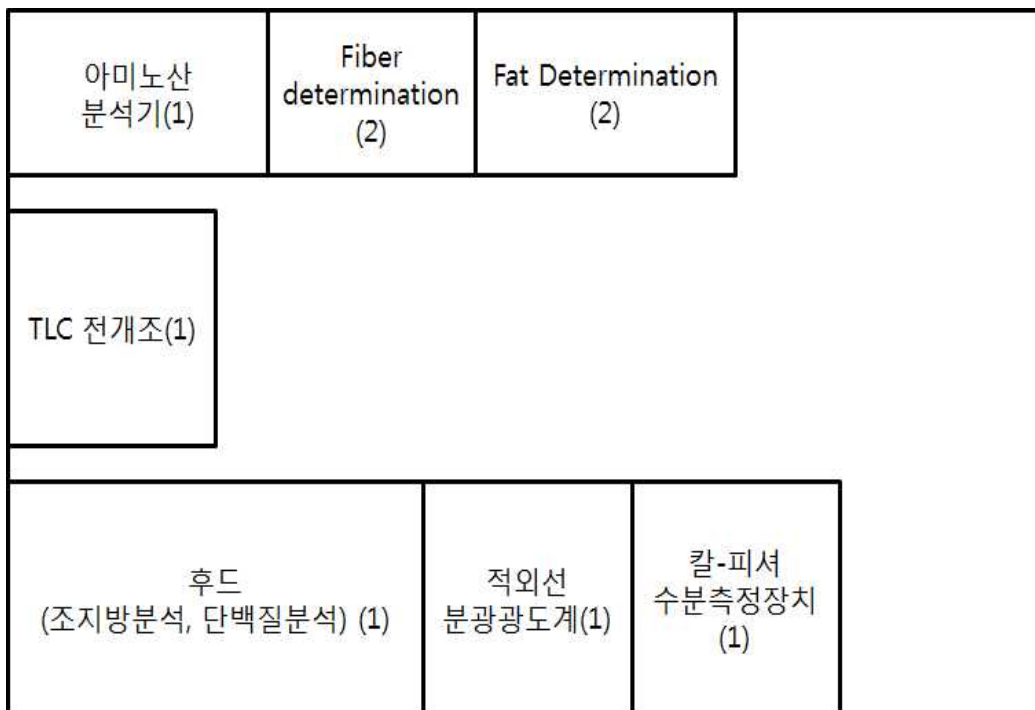 아미노산
분석기(1)
Fiber
determination
(2)
Fat Determination
(2)
TLC 전개조(1)
후드
(조지방분석, 단백질분석) (1)
적외선
분광광도계(1)
칼-피셔
수분측정장치
(1)